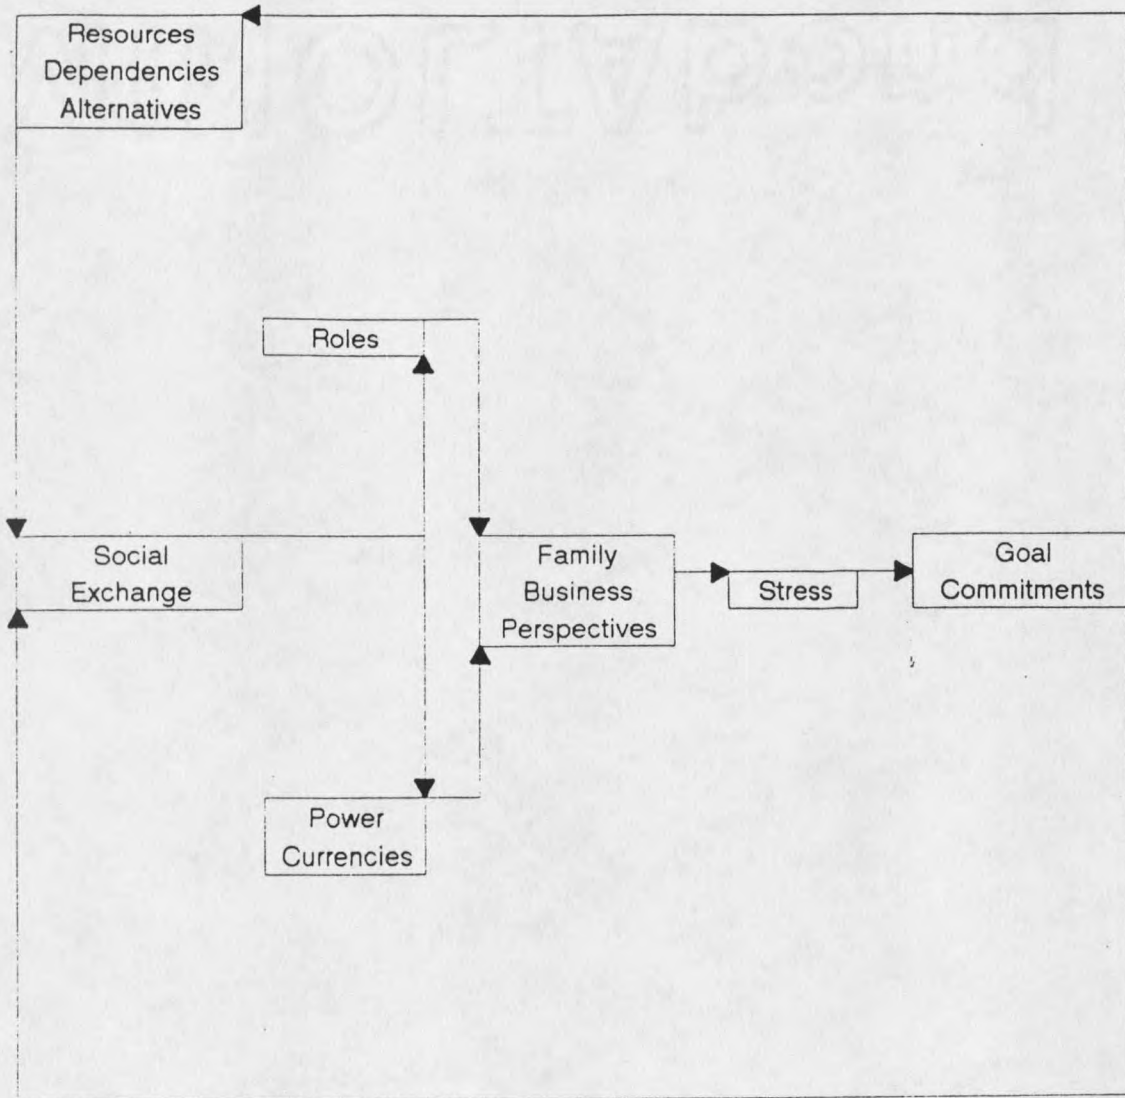 Resources
Dependencies
Alternatives
Roles
Social
Exchange
Family
Business
Perspectives
Stress
Goal
Commitments
Power
Currencies